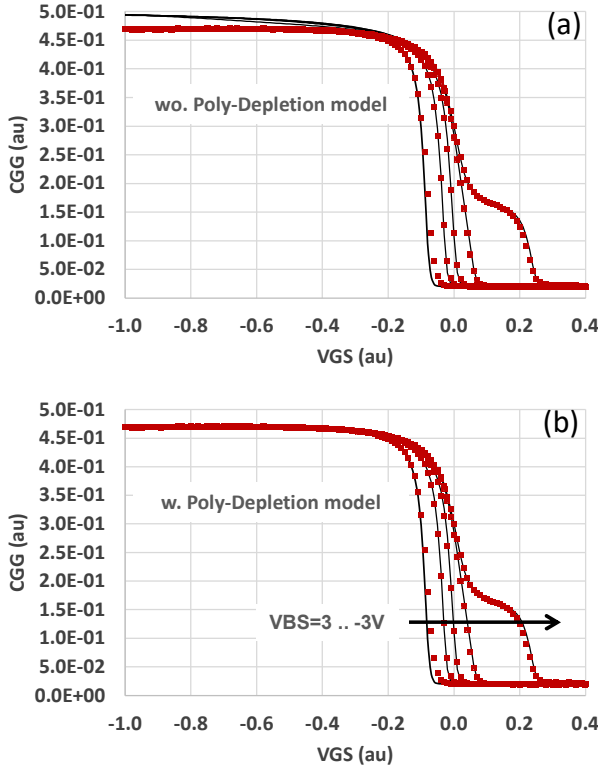 (a)
5.0E-01
4.5E-01
4.0E-01
3.5E-01
3.0E-01
2.5E-01
2.0E-01
1.5E-01
1.0E-01
5.0E-02
0.0E+00
CGG (au)
wo. Poly-Depletion model
-1.0 -0.8 -0.6 -0.4 -0.2 0.0 0.2 0.4
VGS (au)
(b)
5.0E-01
4.5E-01
4.0E-01
3.5E-01
3.0E-01
2.5E-01
2.0E-01
1.5E-01
1.0E-01
5.0E-02
0.0E+00
CGG (au)
w. Poly-Depletion model
VBS=3 .. -3V
-1.0 -0.8 -0.6 -0.4 -0.2 0.0 0.2 0.4
VGS (au)